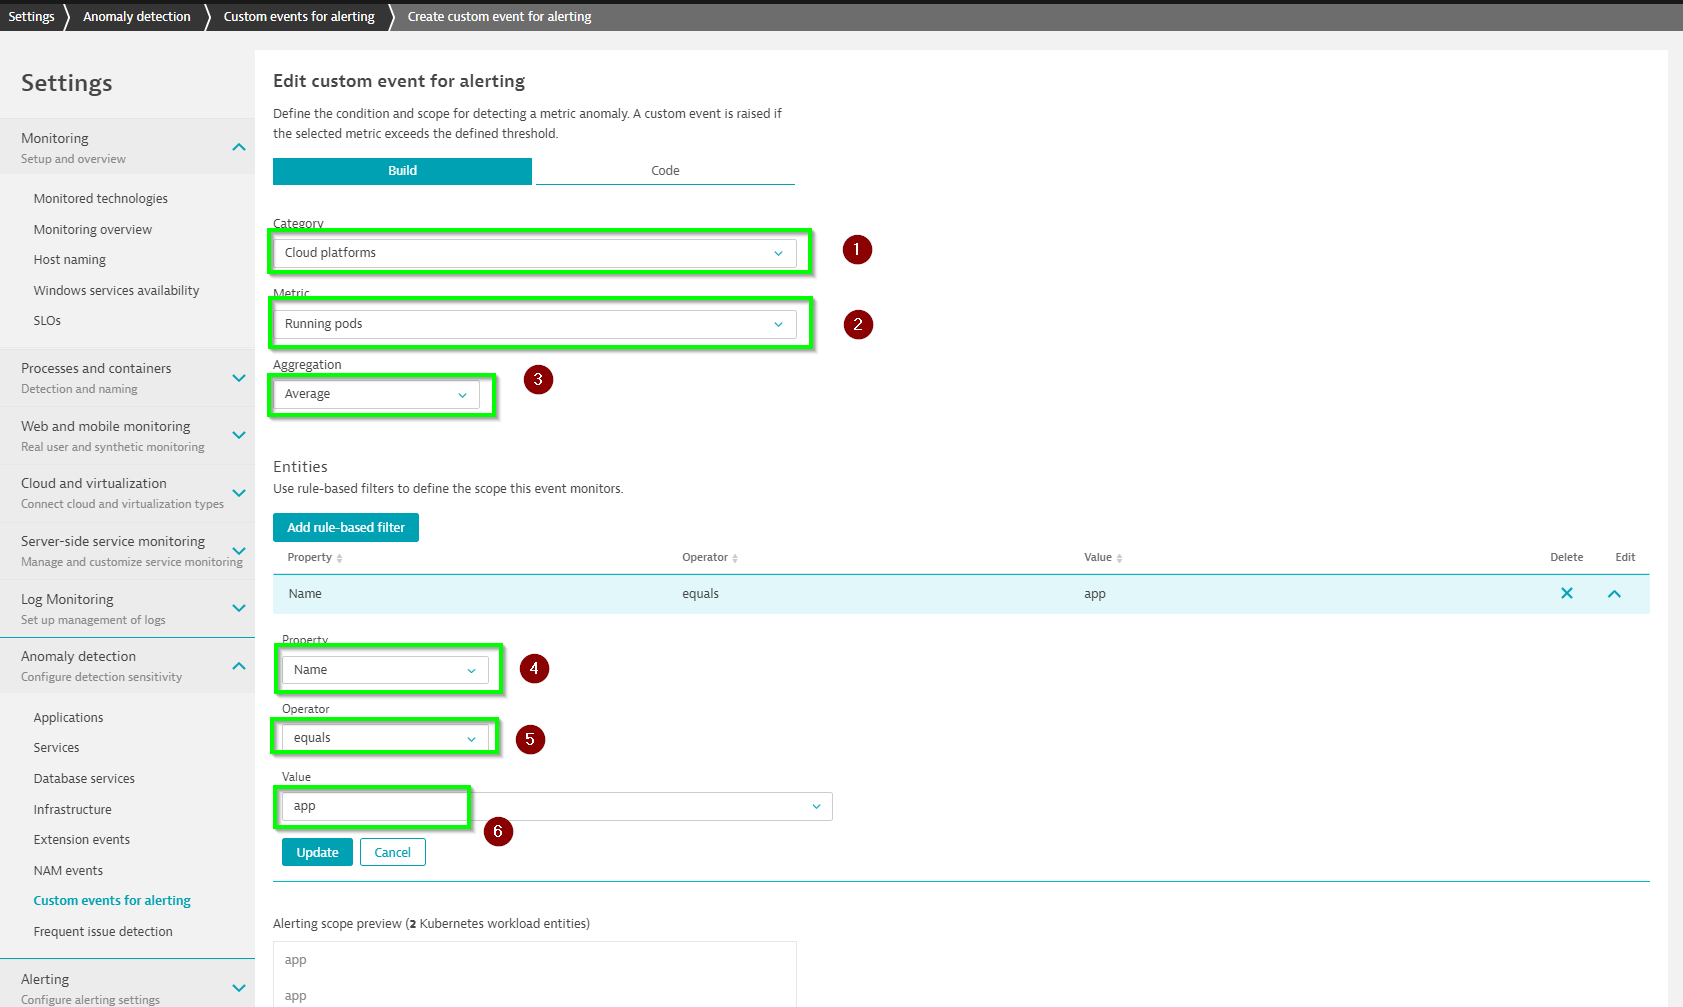 Settings Anomaly detection Custom events for alerting Create custom event for alerting
Settings
Monitoring
Setup and overview
Monitored technologies
Monitoring overview
Host naming
Windows services availability
SLOs
Processes and containers
Detection and naming
Web and mobile monitoring
Real user and synthetic monitoring
Cloud and virtualization
Connect cloud and virtualization types
Server-side service monitoring
Manage and customize service monitoring
Log Monitoring
Set up management of logs
Anomaly detection
Configure detection sensitivity
Applications
Services
Database services
Infrastructure
Extension events
NAM events
Custom events for alerting
Frequent issue detection
Alerting
Configure alerting settings
Edit custom event for alerting
Define the condition and scope for detecting a metric anomaly. A custom event is raised if
the selected metric exceeds the defined threshold.
Build Code
Category
Cloud platforms 1
Metric
Running pods 2
Aggregation
Average 3
Entities
Use rule-based filters to define the scope this event monitors.
Add rule-based filter
Property Operator Value Delete Edit
Name equals app
Property
Name 4
Operator
equals 5
Value
app
6
Update Cancel
Alerting scope preview (2 Kubernetes workload entities)
app
app